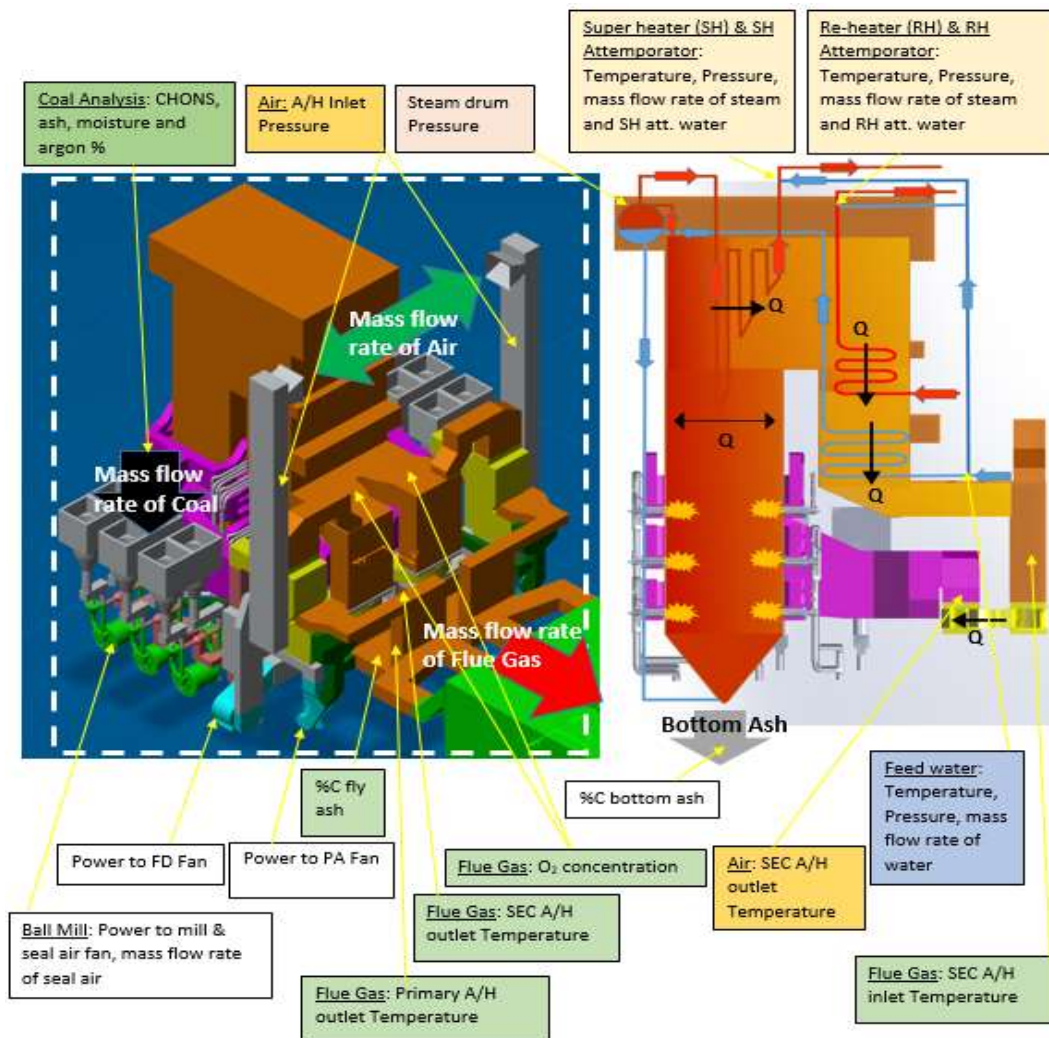 Super heater (SH) & SH
Attemporator:
Temperature, Pressure,
mass flow rate of steam
and SH att. water
Re-heater (RH) & RH
Attemporator:
Temperature, Pressure,
mass flow rate of steam
and RH att. water
Coal Analysis: CHONS,
ash, moisture and
argon %
Air: A/H Inlet
Pressure
Steam drum
Pressure
Mass flow
rate of Air
Mass flow rate
of Coal
Mass flow rate
of Flue Gas
Q
Q
Q
Q
Q
Bottom Ash
%C fly
ash
%C bottom ash
Feed water:
Temperature,
Pressure, mass
flow rate of
water
Power to FD Fan
Power to PA Fan
Flue Gas: O₂ concentration
Air: SEC A/H
outlet
Temperature
Ball Mill: Power to mill &
seal air fan, mass flow rate
of seal air
Flue Gas: SEC A/H
outlet Temperature
Flue Gas: Primary A/H
outlet Temperature
Flue Gas: SEC A/H
inlet Temperature